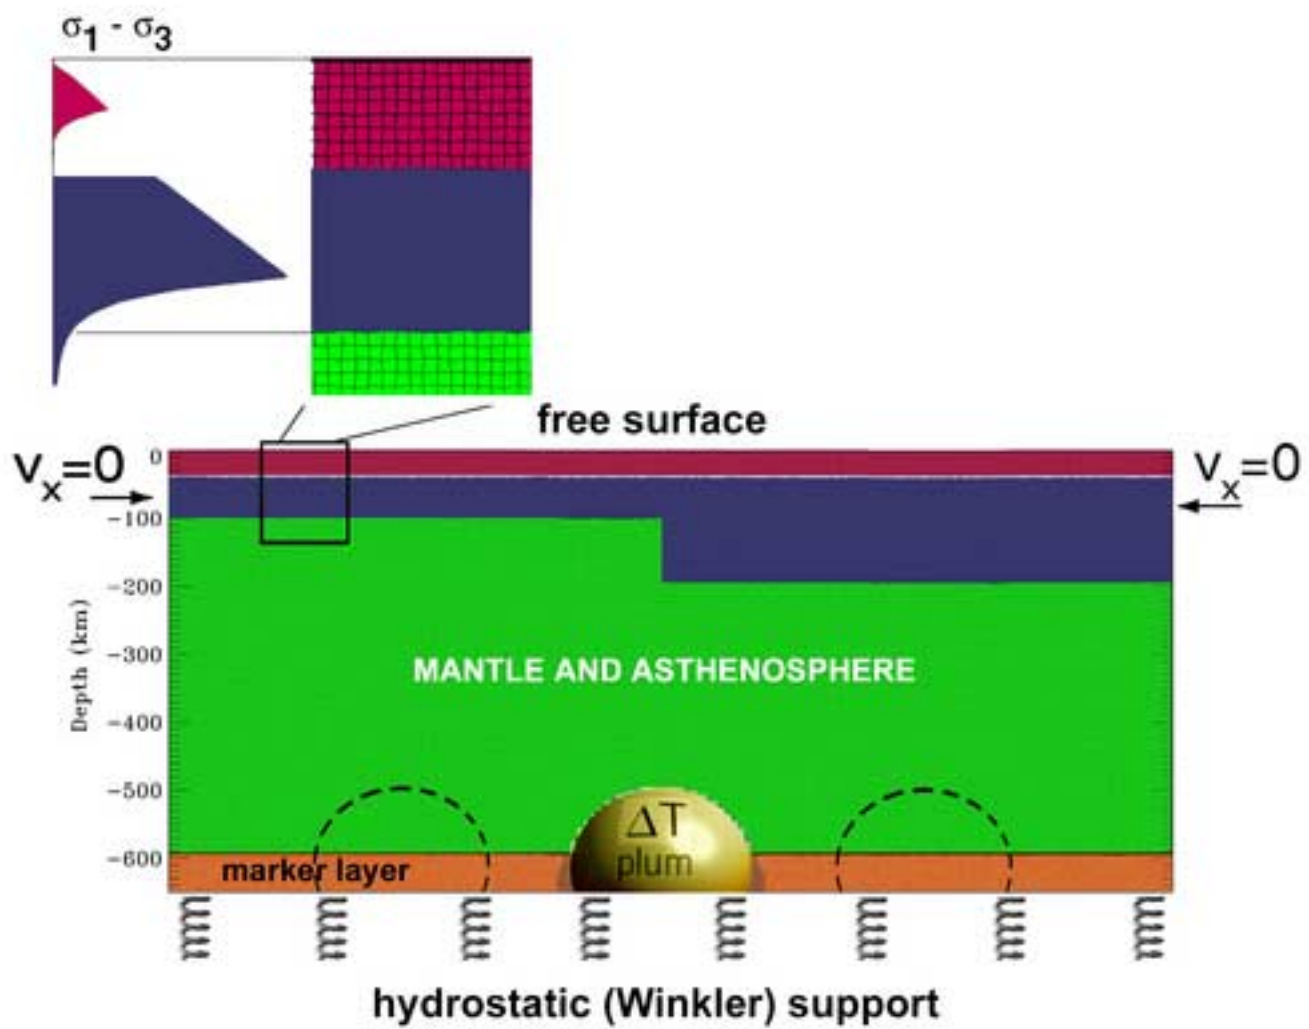 σ1 - σ3
free surface
vx=0
vx=0
0
−100
−200
−300
−400
−500
−600
Depth (km)
MANTLE AND ASTHENOSPHERE
ΔT
plum
marker layer
hydrostatic (Winkler) support